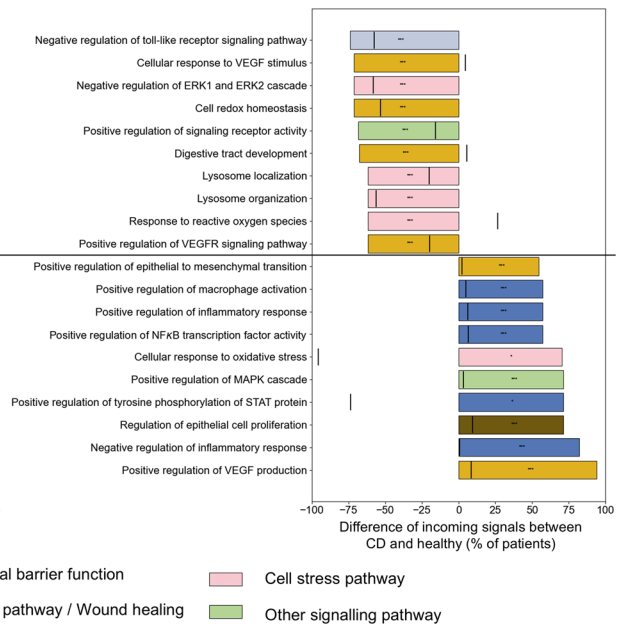 Negative regulation of toll-like receptor signaling pathway
Cellular response to VEGF stimulus
Negative regulation of ERK1 and ERK2 cascade
Cell redox homeostasis
Positive regulation of signaling receptor activity
Digestive tract development
Lysosome localization
Lysosome organization
Response to reactive oxygen species
Positive regulation of VEGFR signaling pathway
Positive regulation of epithelial to mesenchymal transition
Positive regulation of macrophage activation
Positive regulation of inflammatory response
Positive regulation of NFκB transcription factor activity
Cellular response to oxidative stress
Positive regulation of MAPK cascade
Positive regulation of tyrosine phosphorylation of STAT protein
Regulation of epithelial cell proliferation
Negative regulation of inflammatory response
Positive regulation of VEGF production
−100 −75 −50 −25 0 25 50 75 100
Difference of incoming signals between
CD and healthy (% of patients)
al barrier function Cell stress pathway
pathway / Wound healing Other signalling pathway